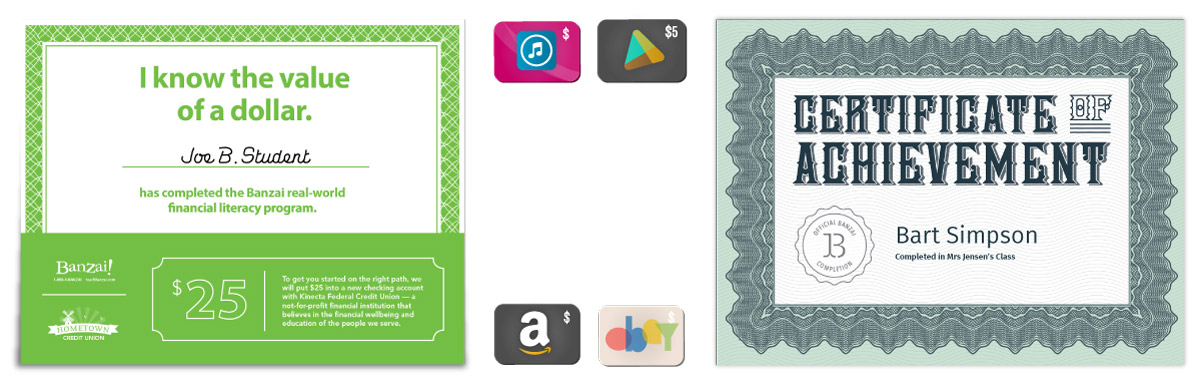 I know the value
of a dollar.
Joe B. Student
has completed the Banzai real-world
financial literacy program.
Banzai!
$25
To get you started on the right path, we
will put $25 into a new checking account
with Kinecta Federal Credit Union — a
not-for-profit financial institution that
believes in the financial wellbeing and
education of the people we serve.
HOMETOWN
CREDIT UNION
$
$5
a
$
ebay
$
CERTIFICATE OF
ACHIEVEMENT
OFFICIAL BANZAI
B
COMPLETION
Bart Simpson
Completed in Mrs Jensen's Class